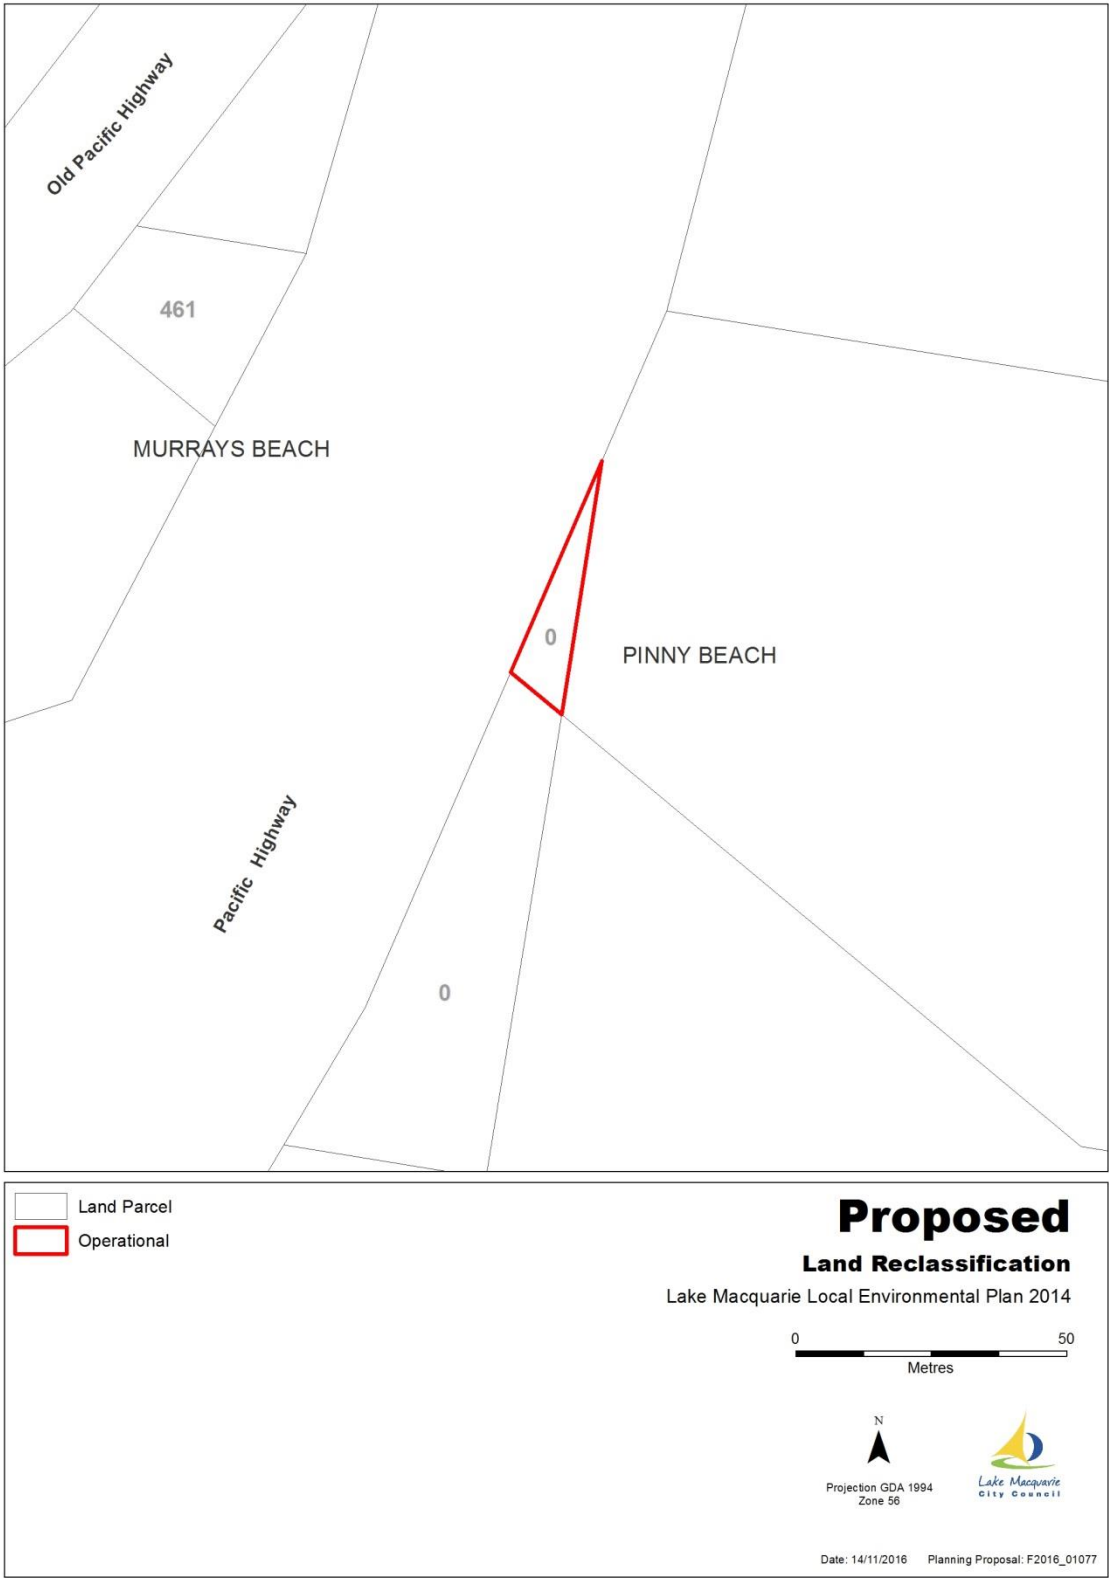 Old Pacific Highway
461
MURRAYS BEACH
0
PINNY BEACH
Pacific Highway
0
Land Parcel
Operational
Proposed
Land Reclassification
Lake Macquarie Local Environmental Plan 2014
0 50
Metres
N
Projection GDA 1994
Zone 56
Lake Macquarie
City Council
Date: 14/11/2016 Planning Proposal: F2016_01077